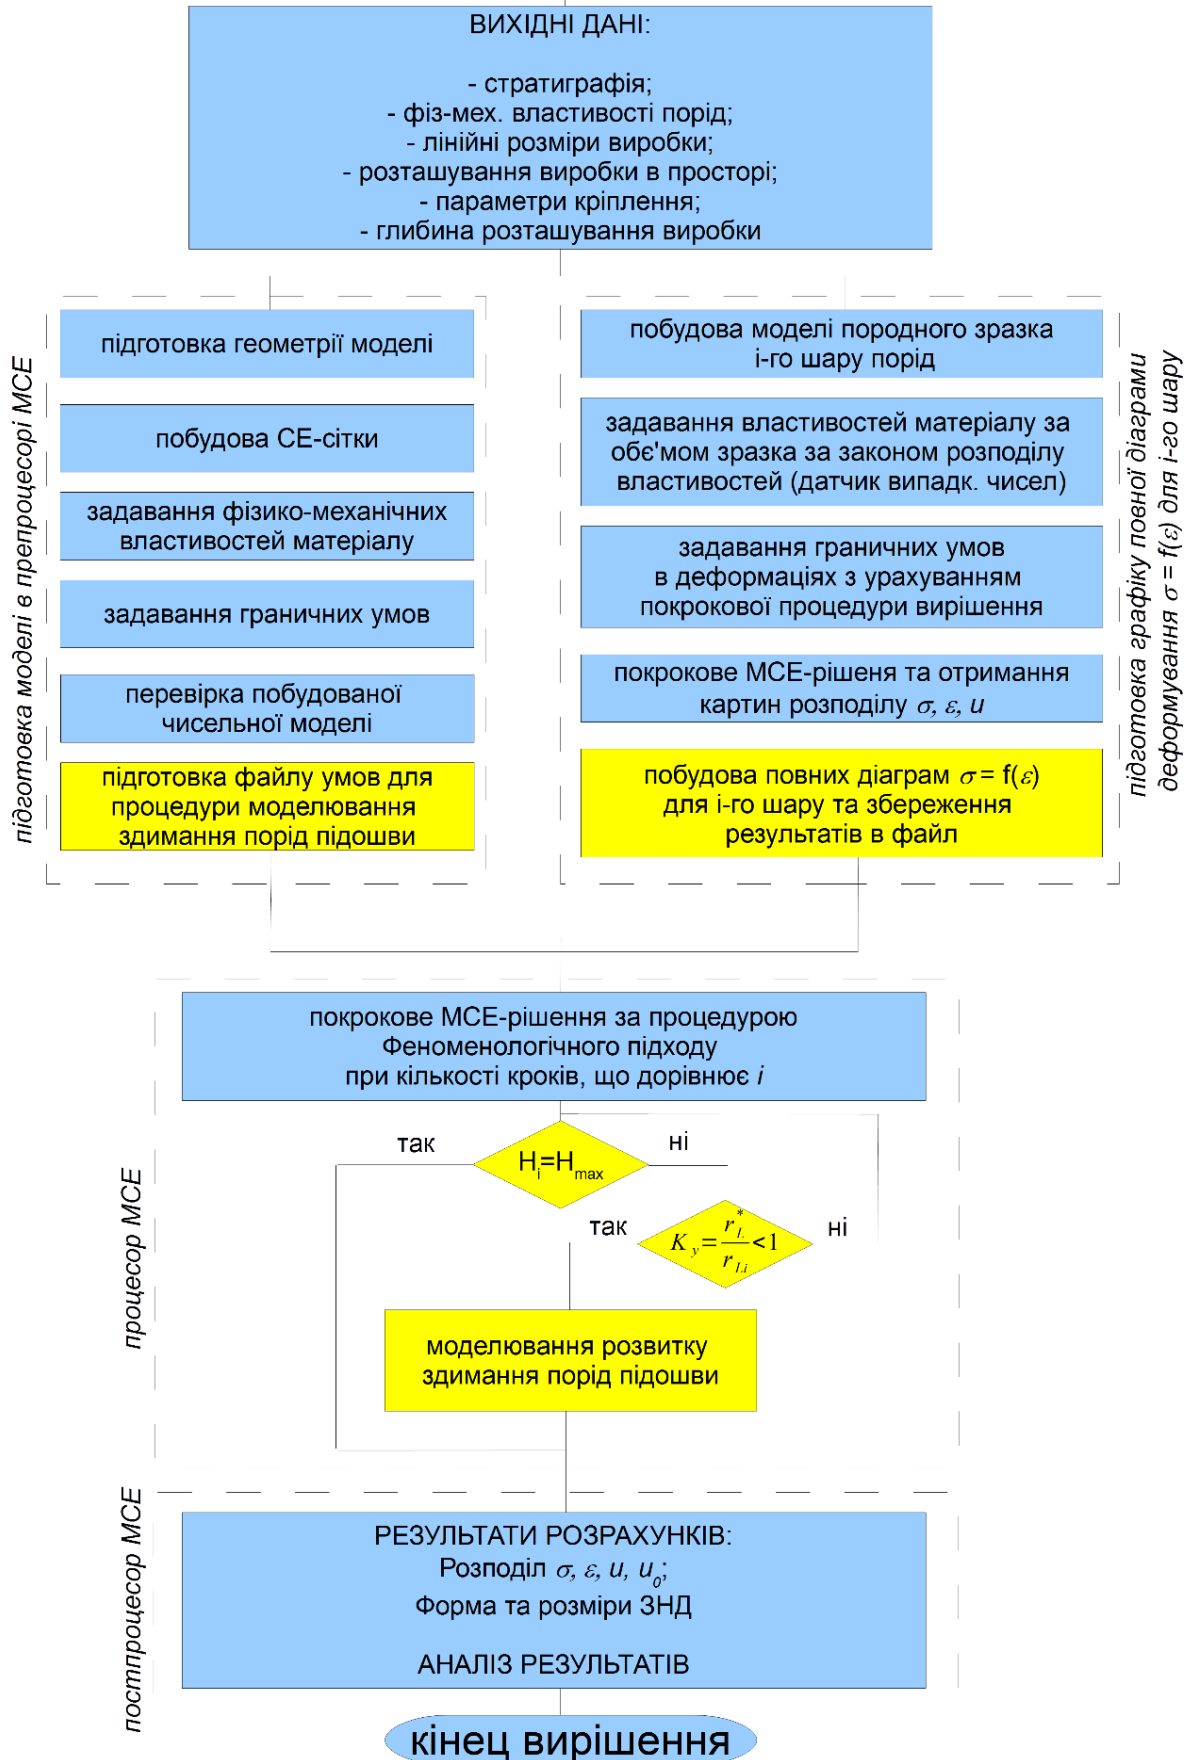 ВИХІДНІ ДАНІ:
- стратиграфія;
- фіз-мех. властивості порід;
- лінійні розміри виробки;
- розташування виробки в просторі;
- параметри кріплення;
- глибина розташування виробки
підготовка моделі в препроцесорі МСЕ
підготовка геометрії моделі
побудова СЕ-сітки
задавання фізико-механічних
властивостей матеріалу
задавання граничних умов
перевірка побудованої
чисельної моделі
підготовка файлу умов для
процедури моделювання
здимання порід підошви
побудова моделі породного зразка
і-го шару порід
задавання властивостей матеріалу за
обє'мом зразка за законом розподілу
властивостей (датчик випадк. чисел)
задавання граничних умов
в деформаціях з урахуванням
покрокової процедури вирішення
покрокове МСЕ-рішеня та отримання
картин розподілу σ, ε, u
побудова повних діаграм σ = f(ε)
для і-го шару та збереження
результатів в файл
підготовка графіку повної діаграми
деформування σ = f(ε) для і-го шару
процесор МСЕ
покрокове МСЕ-рішення за процедурою
Феноменологічного підходу
при кількості кроків, що дорівнює i
так
H_i=H_max
ні
так
K_y = r_L^* / r_Li < 1
ні
моделювання розвитку
здимання порід підошви
постпроцесор МСЕ
РЕЗУЛЬТАТИ РОЗРАХУНКІВ:
Розподіл σ, ε, u, u_0;
Форма та розміри ЗНД
АНАЛІЗ РЕЗУЛЬТАТІВ
кінец вирішення